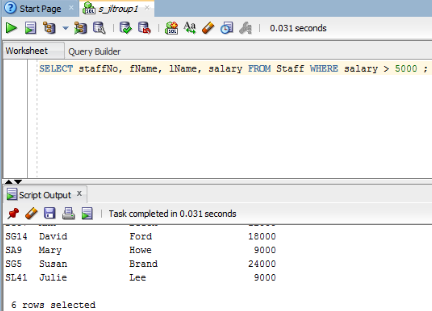 Start Page × s_jltroup1 ×
0.031 seconds
Worksheet Query Builder
SELECT staffNo, fName, lName, salary FROM Staff WHERE salary > 5000 ;
Script Output ×
Task completed in 0.031 seconds
SG14 David Ford 18000
SA9 Mary Howe 9000
SG5 Susan Brand 24000
SL41 Julie Lee 9000
6 rows selected